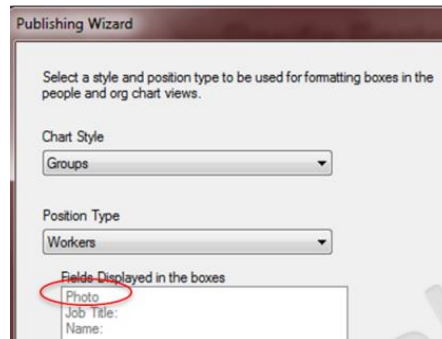 Publishing Wizard
Select a style and position type to be used for formatting boxes in the
people and org chart views.
Chart Style
Groups
Position Type
Workers
Fields Displayed in the boxes
Photo
Job Title:
Name: